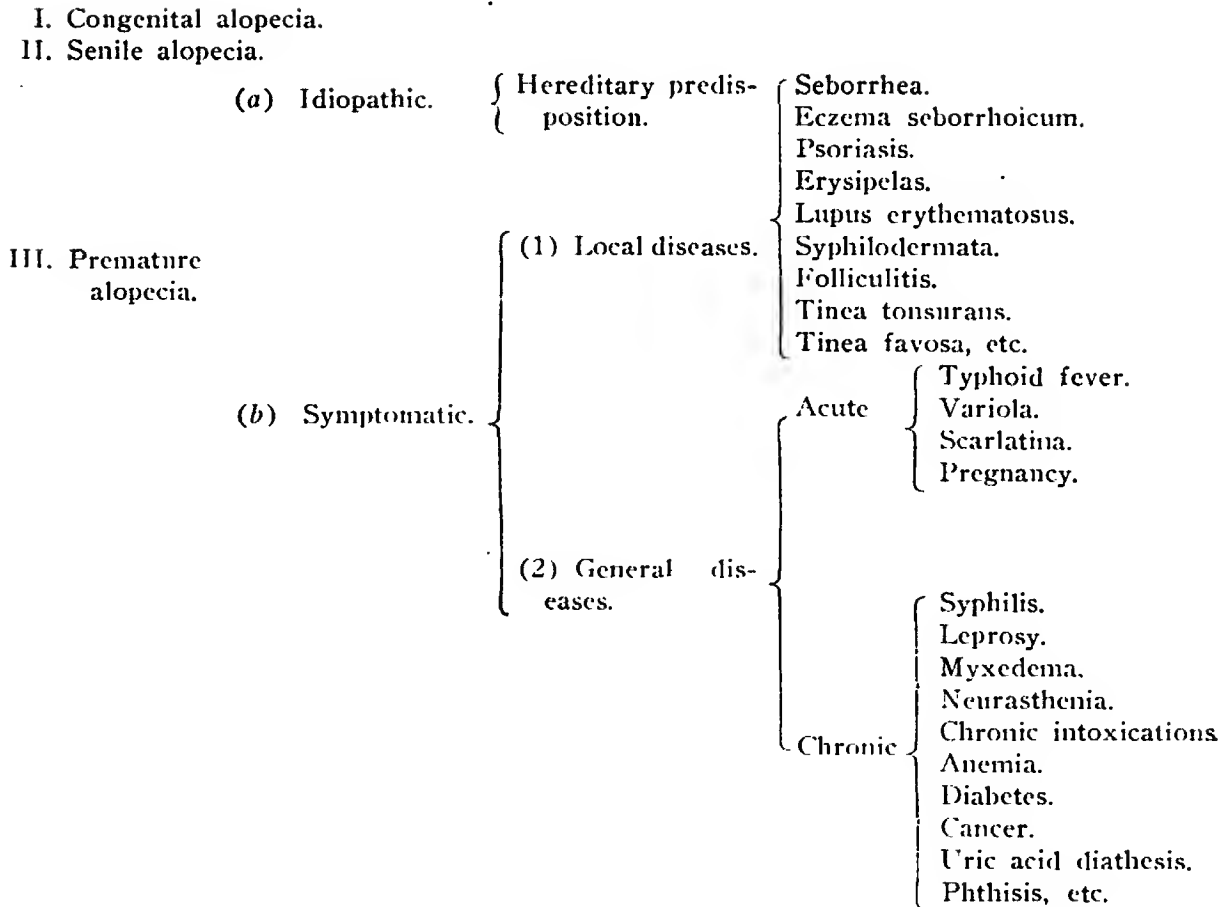 I. Congenital alopecia.
II. Senile alopecia.
III. Premature
alopecia.
(a) Idiopathic.
Hereditary predis-
position.
(b) Symptomatic.
(1) Local diseases.
Seborrhea.
Eczema seborrhoicum.
Psoriasis.
Erysipelas.
Lupus erythematosus.
Syphilodermata.
Folliculitis.
Tinea tonsurans.
Tinea favosa, etc.
(2) General dis-
eases.
Acute
Typhoid fever.
Variola.
Scarlatina.
Pregnancy.
Chronic
Syphilis.
Leprosy.
Myxedema.
Neurasthenia.
Chronic intoxications
Anemia.
Diabetes.
Cancer.
Uric acid diathesis.
Phthisis, etc.